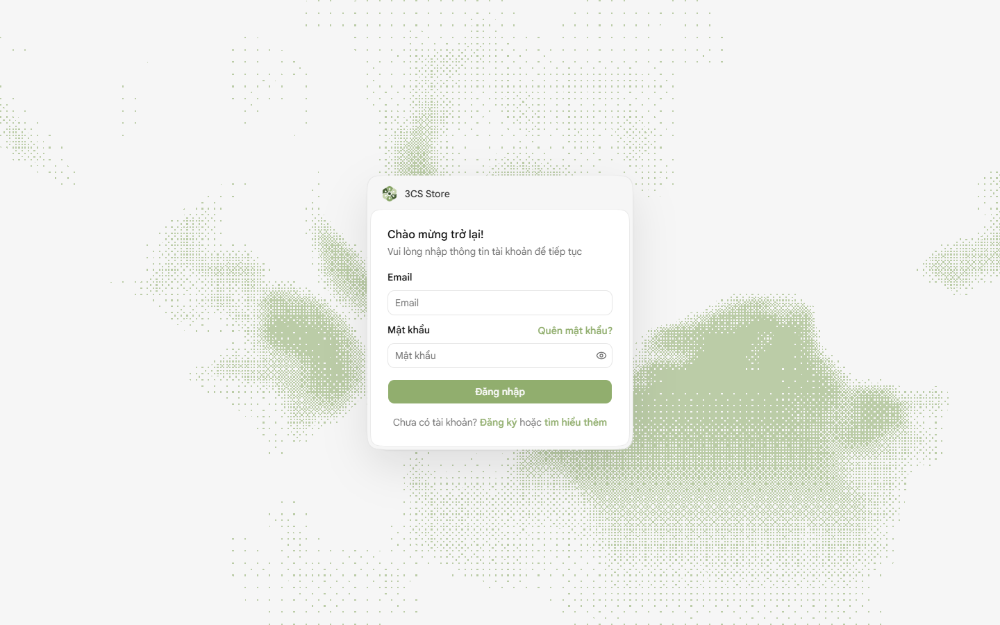 3CS Store
Chào mừng trở lại!
Vui lòng nhập thông tin tài khoản để tiếp tục
Email
Email
Mật khẩu
Quên mật khẩu?
Mật khẩu
Đăng nhập
Chưa có tài khoản? Đăng ký hoặc tìm hiểu thêm